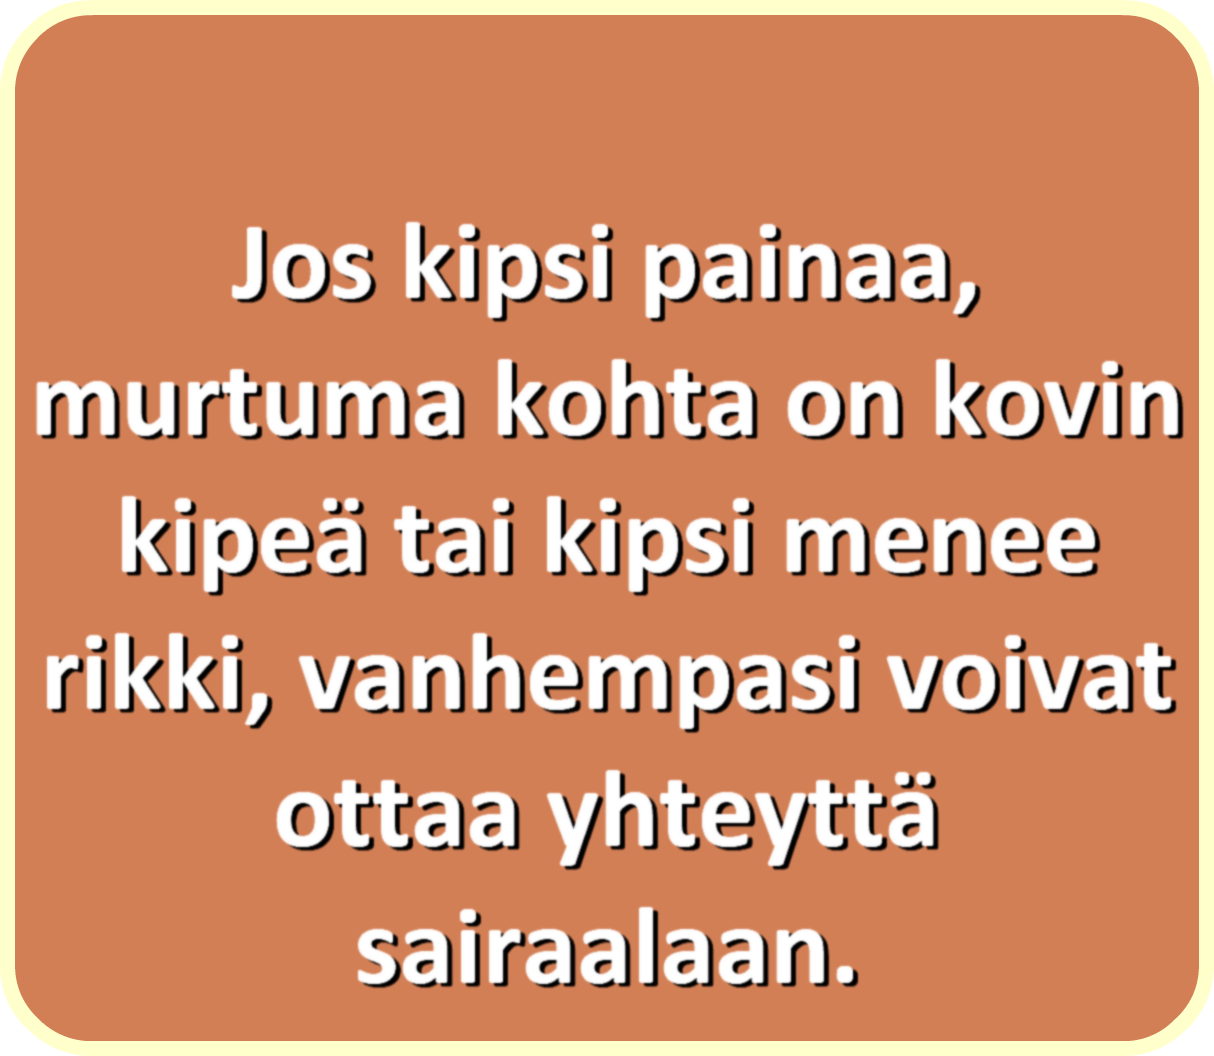 Jos kipsi painaa,
murtuma kohta on kovin
kipeä tai kipsi menee
rikki, vanhempasi voivat
ottaa yhteyttä
sairaalaan.